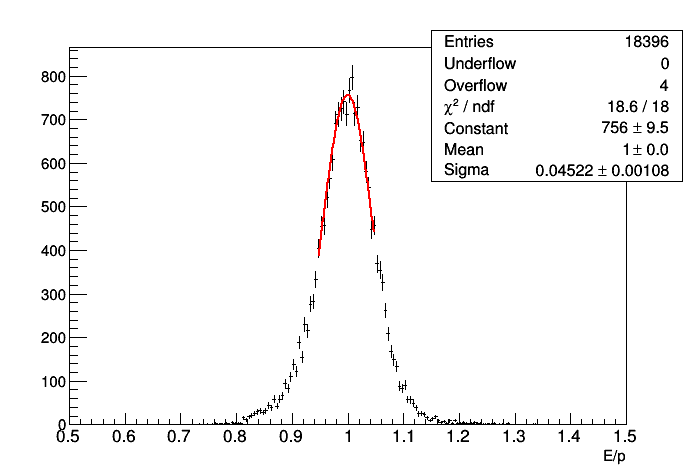 Entries 18396
Underflow 0
Overflow 4
χ² / ndf 18.6 / 18
Constant 756 ± 9.5
Mean 1 ± 0.0
Sigma 0.04522 ± 0.00108
800
700
600
500
400
300
200
100
0
0.5 0.6 0.7 0.8 0.9 1 1.1 1.2 1.3 1.4 1.5
E/p